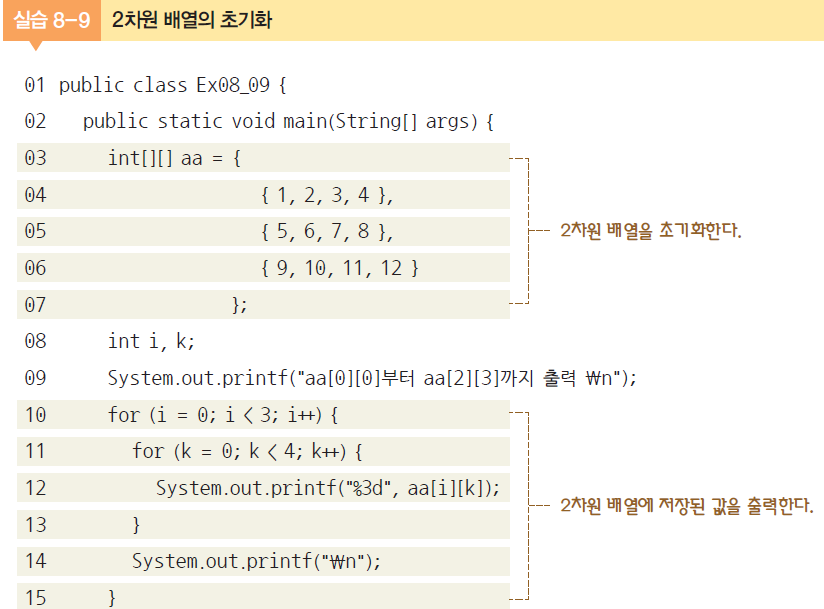 실습 8-9 2차원 배열의 초기화
01 public class Ex08_09 {
02 public static void main(String[] args) {
03 int[][] aa = {
04 { 1, 2, 3, 4 },
05 { 5, 6, 7, 8 },
2차원 배열을 초기화한다.
06 { 9, 10, 11, 12 }
07 };
08 int i, k;
09 System.out.printf("aa[0][0]부터 aa[2][3]까지 출력 ₩n");
10 for (i = 0; i < 3; i++) {
11 for (k = 0; k < 4; k++) {
12 System.out.printf("%3d", aa[i][k]);
2차원 배열에 저장된 값을 출력한다.
13 }
14 System.out.printf("₩n");
15 }